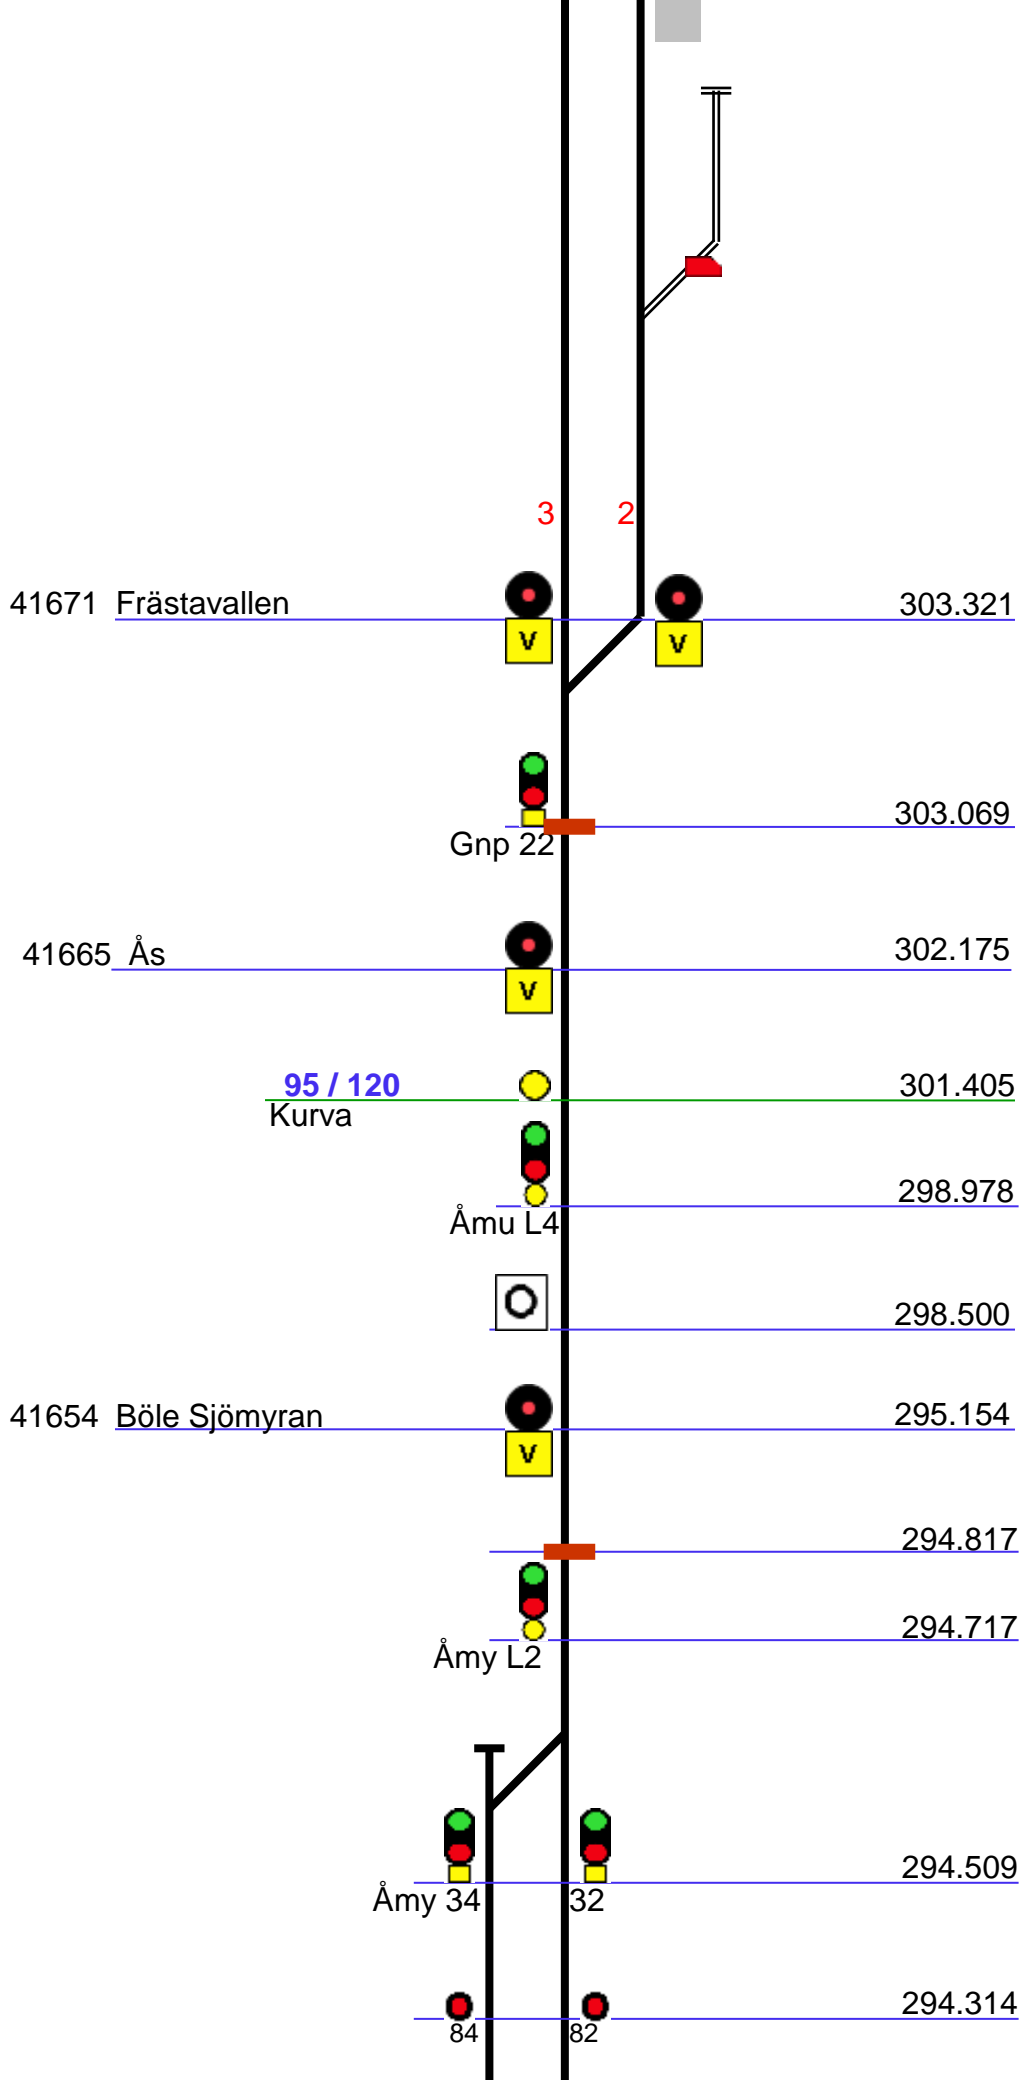 3 2
41671 Frästavallen 303.321
V V
303.069
Gnp 22
41665 Ås 302.175
V
95 / 120 301.405
Kurva
298.978
Åmu L4
298.500
41654 Böle Sjömyran 295.154
V
294.817
294.717
Åmy L2
294.509
Åmy 34 32
294.314
84 82